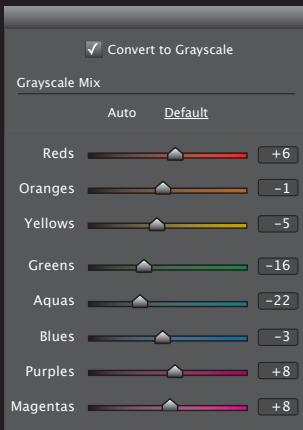 Convert to Grayscale
Grayscale Mix
Auto Default
Reds +6
Oranges -1
Yellows -5
Greens -16
Aquas -22
Blues -3
Purples +8
Magentas +8